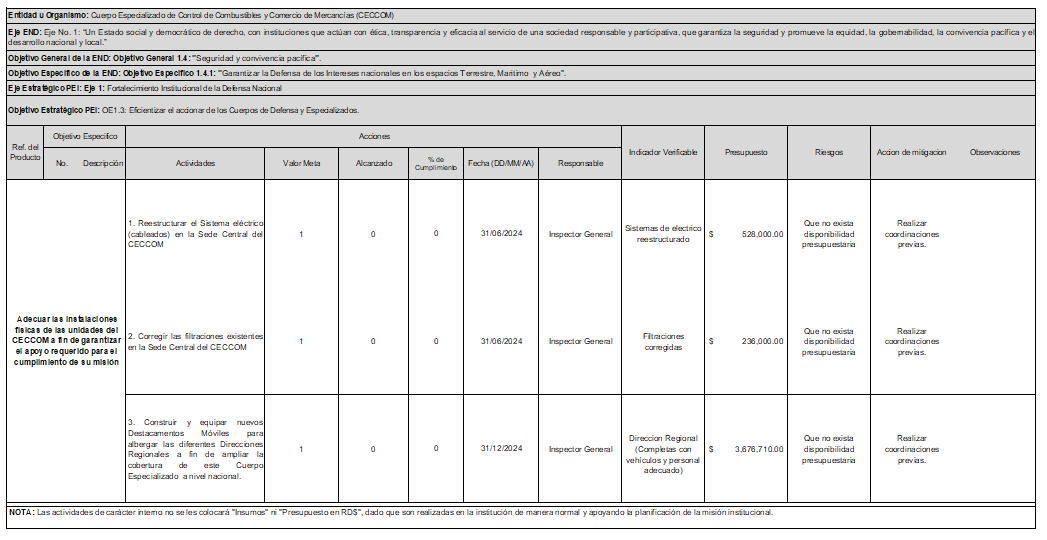 Entidad u Organismo: Cuerpo Especializado de Control de Combustibles y Comercio de Mercancías (CECCOM)
Eje END: Eje No. 1: "Un Estado social y democrático de derecho, con instituciones que actúan con ética, transparencia y eficacia al servicio de una sociedad responsable y participativa, que garantiza la seguridad y promueve la equidad, la gobernabilidad, la convivencia pacífica y el
desarrollo nacional y local."
Objetivo General de la END: Objetivo General 1.4: "Seguridad y convivencia pacífica".
Objetivo Específico de la END: Objetivo Específico 1.4.1: "Garantizar la Defensa de los Intereses nacionales en los espacios Terrestre, Marítimo y Aéreo".
Eje Estratégico PEI: Eje 1: Fortalecimiento Institucional de la Defensa Nacional
Objetivo Estratégico PEI: OE1.3: Eficientizar el accionar de los Cuerpos de Defensa y Especializados.
Ref. del
Producto
Objetivo Especifico
No. Descripción
Acciones
Actividades
Valor Meta
Alcanzado
% de
Cumplimiento
Fecha (DD/MM/AA)
Responsable
Indicador Verificable
Presupuesto
Riesgos
Accion de mitigacion
Observaciones
Adecuar las instalaciones
físicas de las unidades del
CECCOM a fin de garantizar
el apoyo requerido para el
cumplimiento de su misión
1. Reestructurar el Sistema eléctrico
(cableados) en la Sede Central del
CECCOM
1
0
0
31/06/2024
Inspector General
Sistemas de electrico
reestructurado
$ 528,000.00
Que no exista
disponibilidad
presupuestaria
Realizar
coordinaciones
previas.
2. Corregir las filtraciones existentes
en la Sede Central del CECCOM
1
0
0
31/06/2024
Inspector General
Filtraciones
corregidas
$ 236,000.00
Que no exista
disponibilidad
presupuestaria
Realizar
coordinaciones
previas.
3. Construir y equipar nuevos
Destacamentos Móviles para
albergar las diferentes Direcciones
Regionales a fin de ampliar la
cobertura de este Cuerpo
Especializado a nivel nacional.
1
0
0
31/12/2024
Inspector General
Direccion Regional
(Completas con
vehículos y personal
adecuado)
$ 3,676,710.00
Que no exista
disponibilidad
presupuestaria
Realizar
coordinaciones
previas.
NOTA: Las actividades de carácter interno no se les colocará "Insumos" ni "Presupuesto en RD$", dado que son realizadas en la institución de manera normal y apoyando la planificación de la misión institucional.